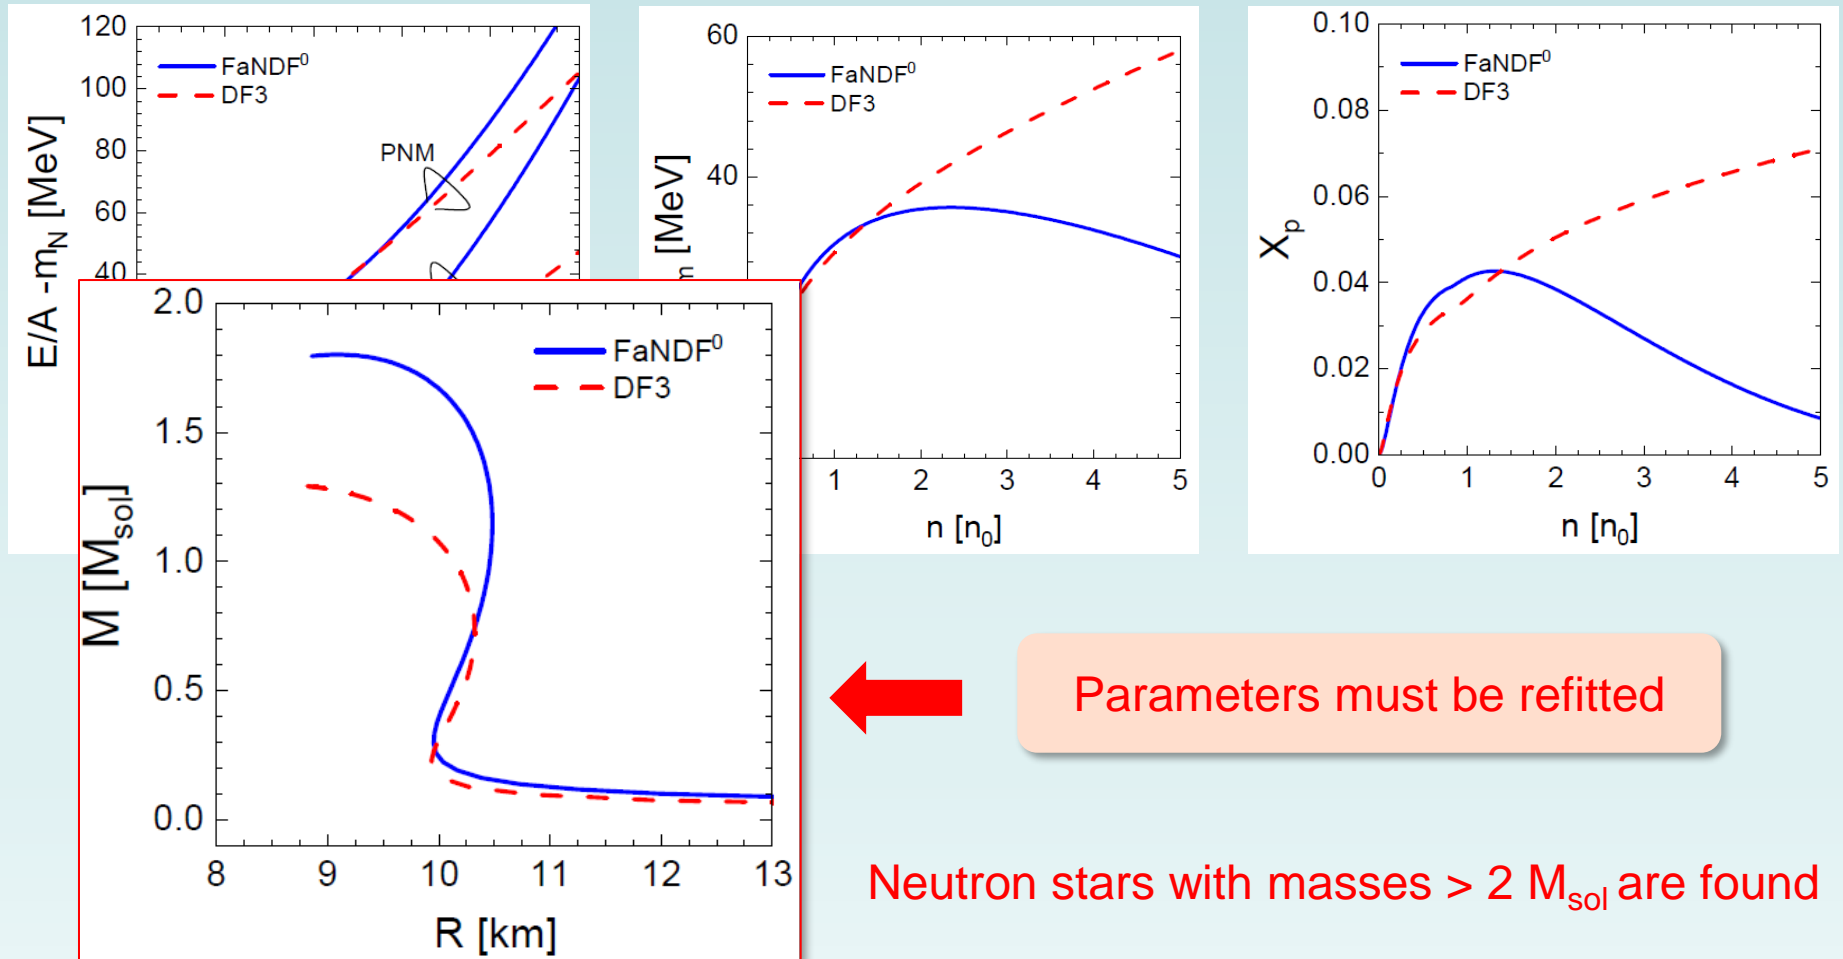 120
100
80
60
40
E/A -m_N [MeV]
FaNDF⁰
DF3
PNM
60
40
[MeV]
FaNDF⁰
DF3
1 2 3 4 5
n [n₀]
0.10
0.08
0.06
0.04
0.02
0.00
X_p
FaNDF⁰
DF3
0 1 2 3 4 5
n [n₀]
2.0
1.5
1.0
0.5
0.0
M [M_sol]
FaNDF⁰
DF3
8 9 10 11 12 13
R [km]
Parameters must be refitted
Neutron stars with masses > 2 M_sol are found